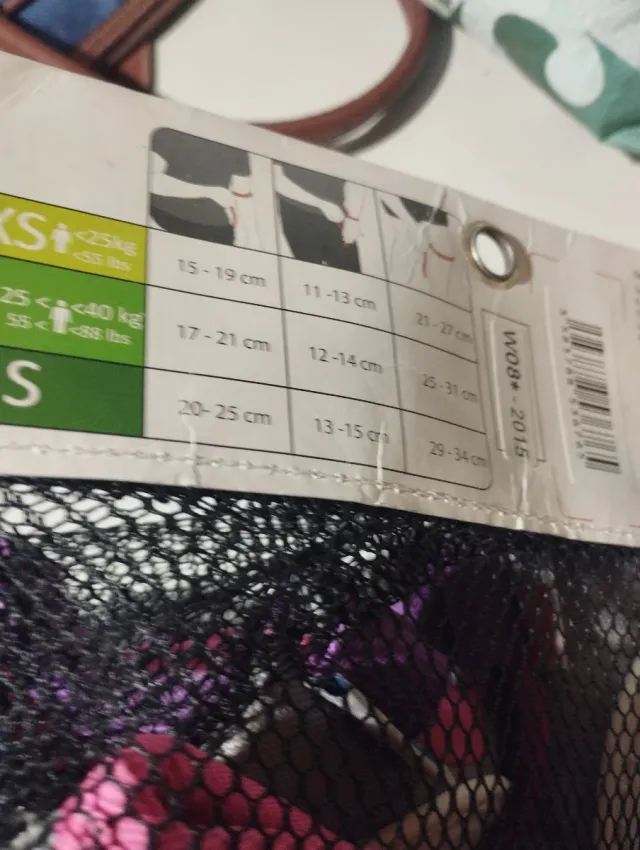 XS <25kg
<55 lbs
15 - 19 cm
11 -13 cm
21 - 27 cm
25 < <40 kg
55 < <88 lbs
17 - 21 cm
12 -14 cm
25 - 31 cm
S
20- 25 cm
13 -15 cm
29 - 34 cm
W08* - 2015